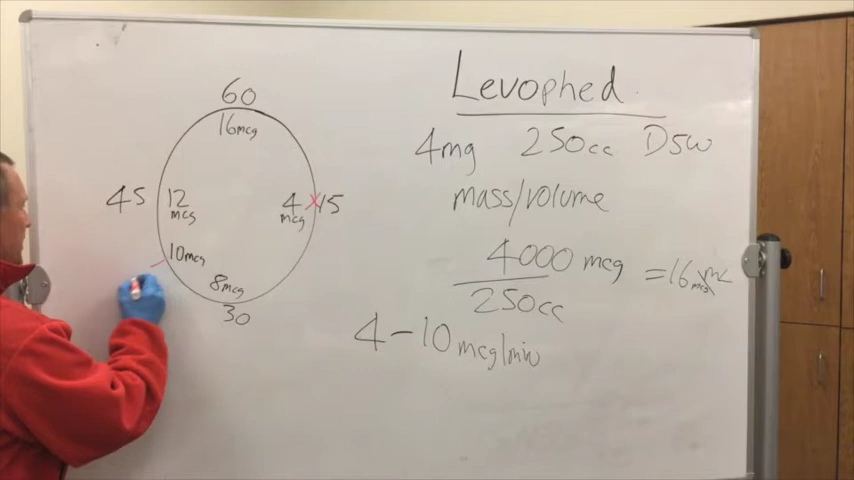 60
16mcg
45
12
mcg
4
mcg
15
10mcg
8mcg
30
Levophed.
4mg 250cc D5W
mass/volume
4000 mcg
250cc
=16 mcg/mL
4-10 mcg/min